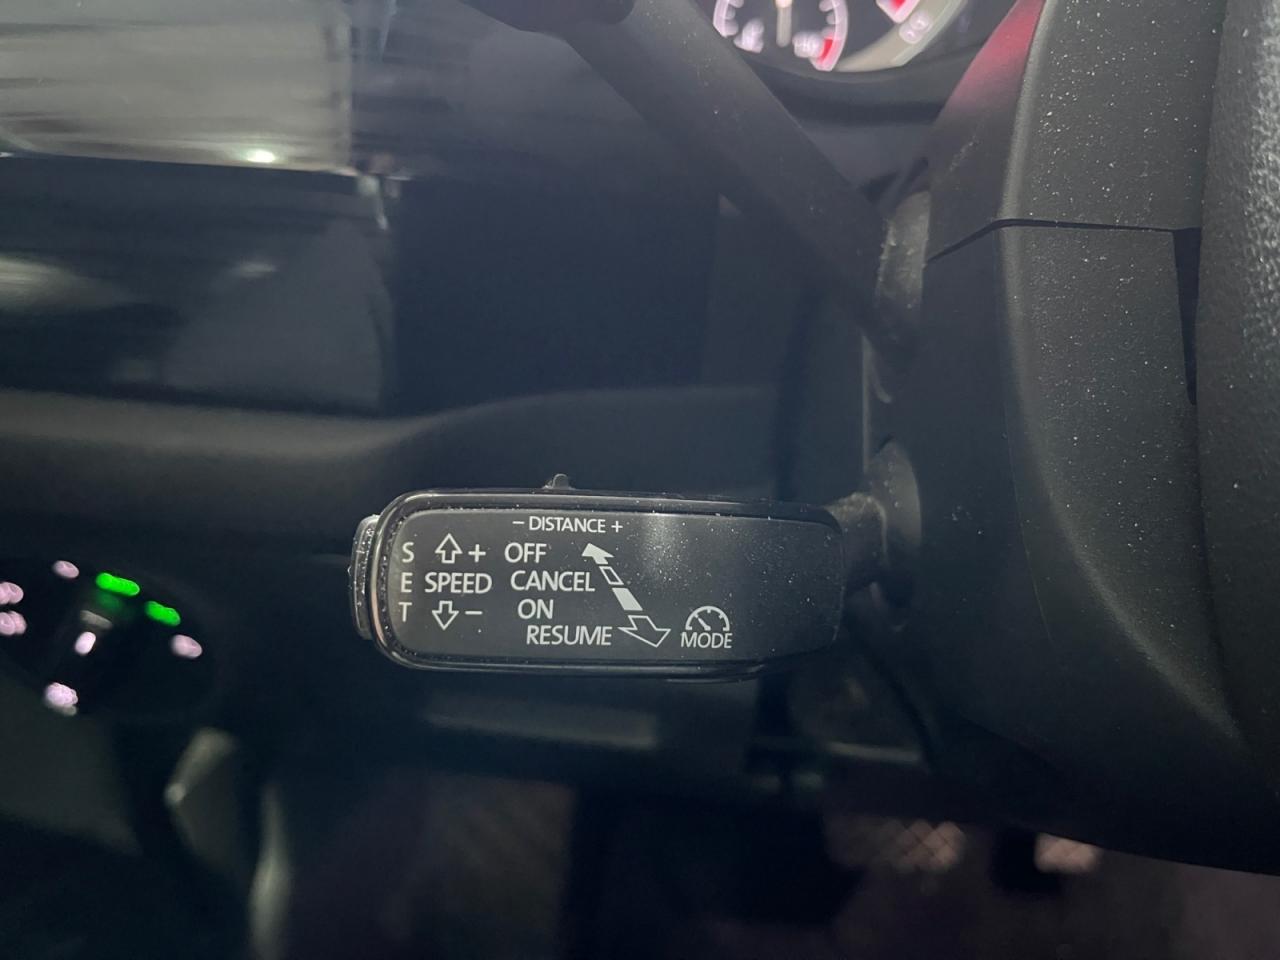 - DISTANCE +
S + OFF
E SPEED CANCEL
T - ON
RESUME MODE